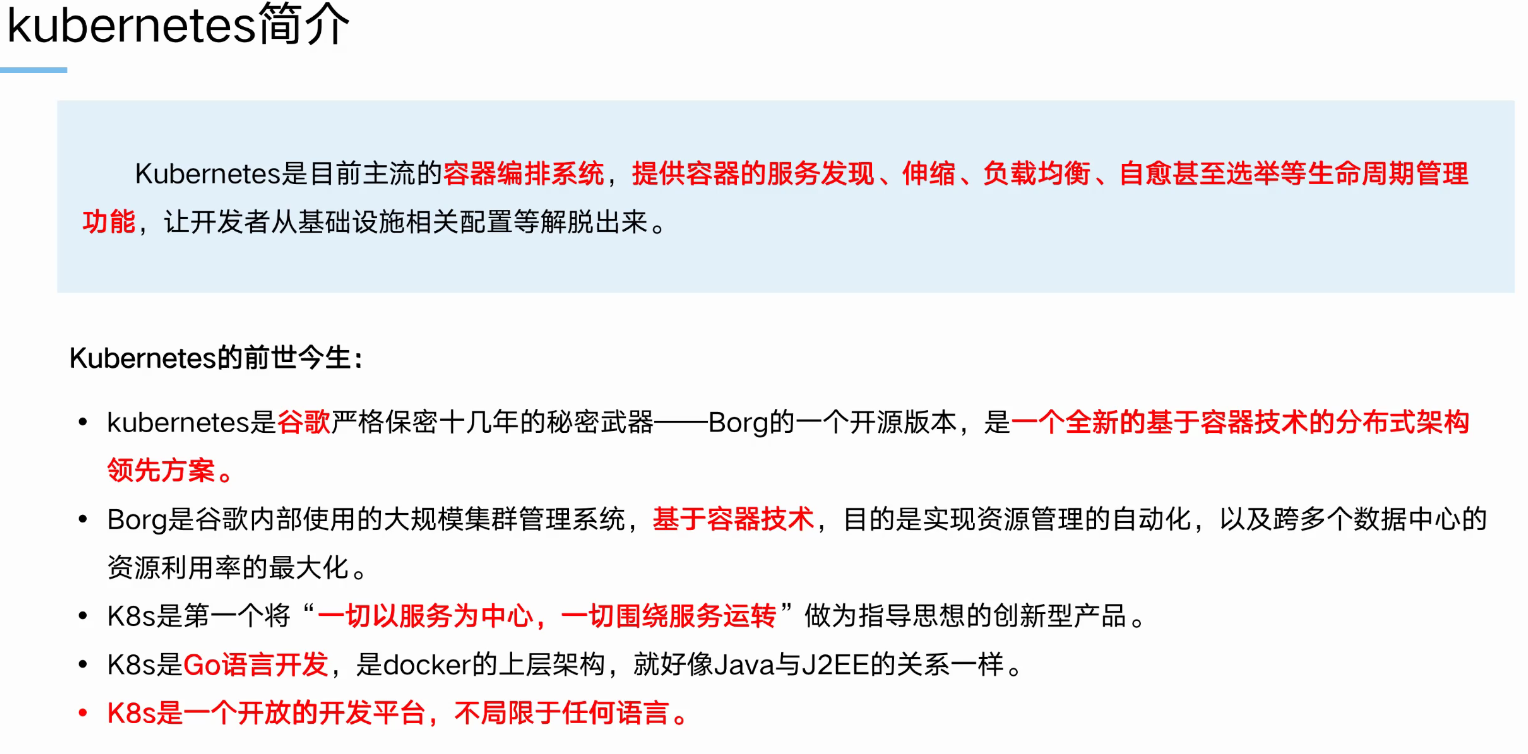 kubernetes简介
Kubernetes是目前主流的容器编排系统，提供容器的服务发现、伸缩、负载均衡、自愈甚至选举等生命周期管理
功能，让开发者从基础设施相关配置等解脱出来。
Kubernetes的前世今生：
• kubernetes是谷歌严格保密十几年的秘密武器——Borg的一个开源版本，是一个全新的基于容器技术的分布式架构
领先方案。
• Borg是谷歌内部使用的大规模集群管理系统，基于容器技术，目的是实现资源管理的自动化，以及跨多个数据中心的
资源利用率的最大化。
• K8s是第一个将“一切以服务为中心，一切围绕服务运转”做为指导思想的创新型产品。
• K8s是Go语言开发，是docker的上层架构，就好像Java与J2EE的关系一样。
• K8s是一个开放的开发平台，不局限于任何语言。